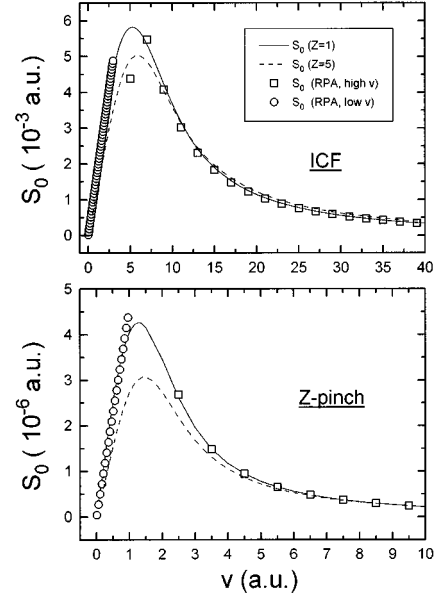 6
5
4
3
2
1
0
S₀ ( 10⁻³ a.u.)
S₀ (Z=1)
S₀ (Z=5)
S₀ (RPA, high v)
S₀ (RPA, low v)
ICF
0 5 10 15 20 25 30 35 40
5
4
3
2
1
0
S₀ (10⁻⁶ a.u.)
Z-pinch
0 1 2 3 4 5 6 7 8 9 10
v (a.u.)